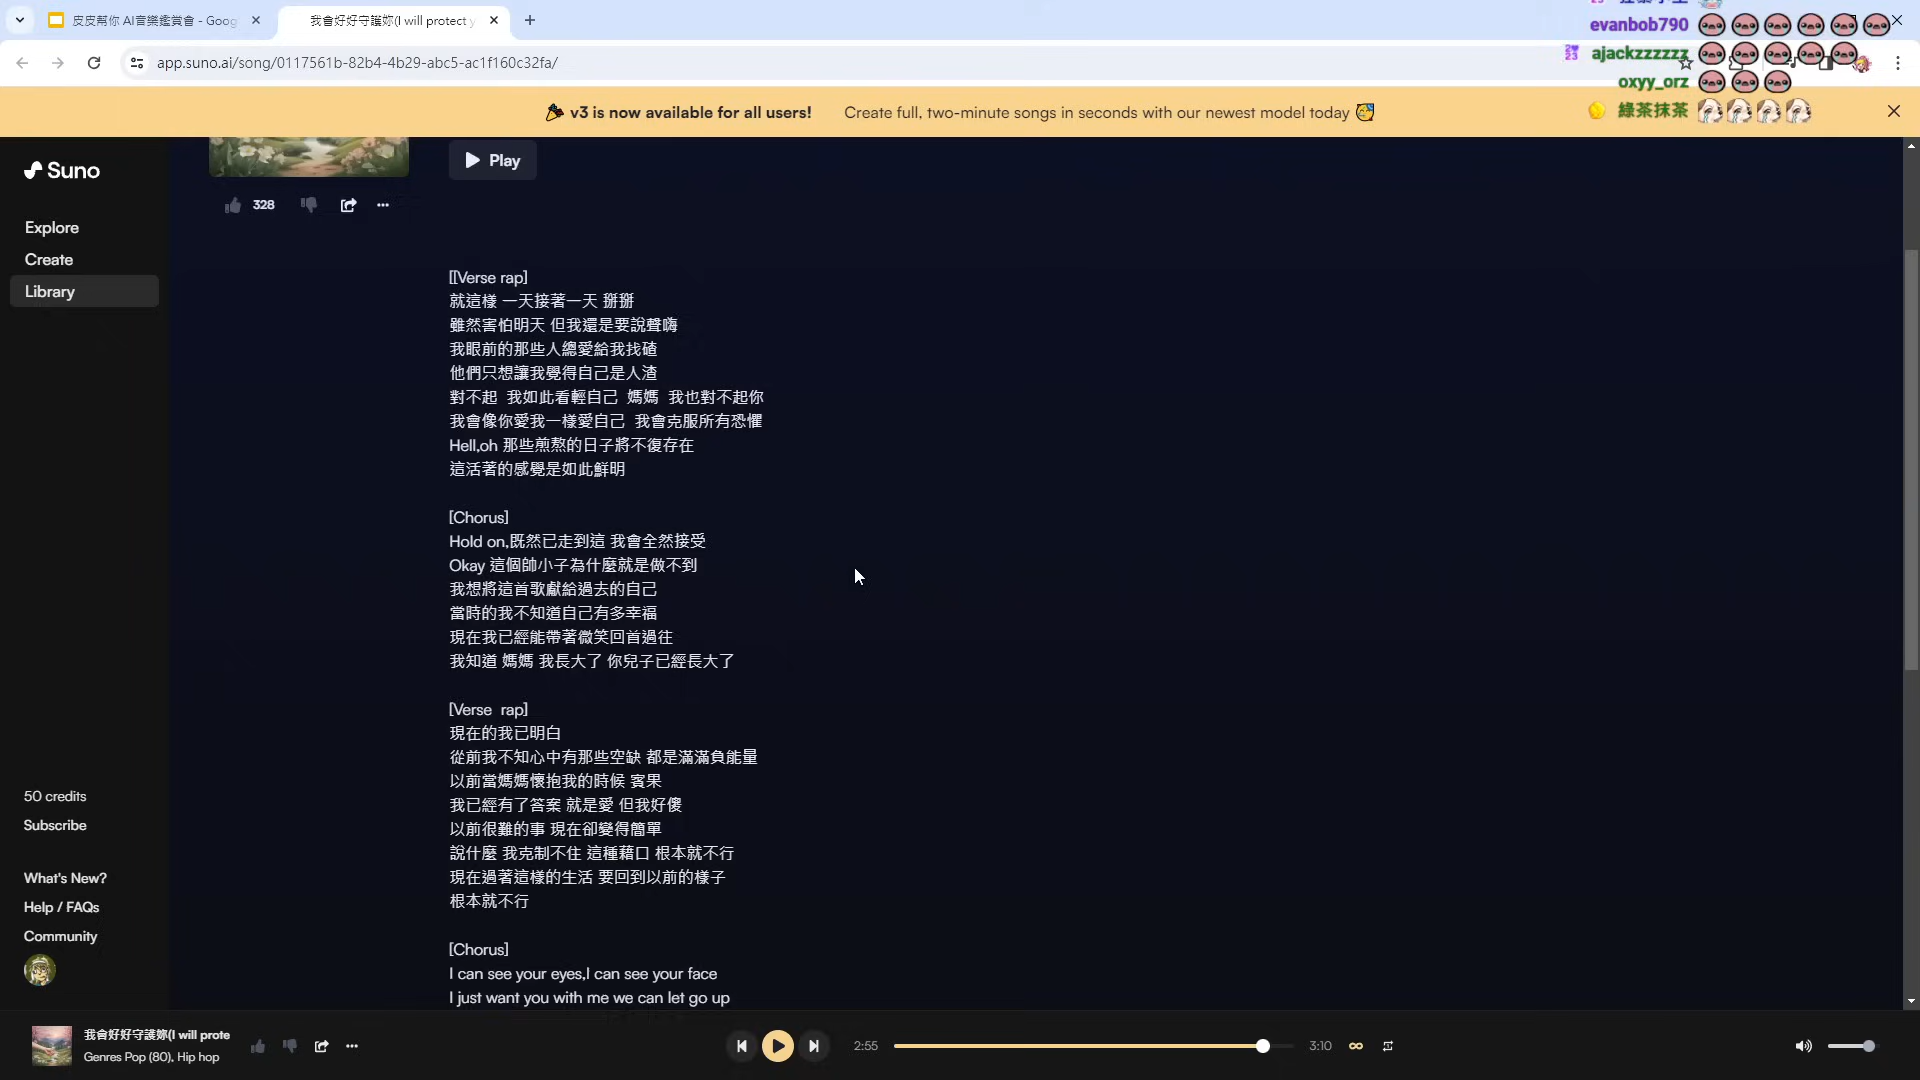 皮皮幫你 AI音樂鑑賞會 - Goog
我會好好守護妳(I will protect y
app.suno.ai/song/0117561b-82b4-4b29-abc5-ac1f160c32fa/
evanbob790
ajackzzzzzz
oxyy_orz
綠茶抹茶
v3 is now available for all users! Create full, two-minute songs in seconds with our newest model today
Suno
Play
328
Explore
Create
Library
[[Verse rap]
就這樣 一天接著一天 掰掰
雖然害怕明天 但我還是要說聲嗨
我眼前的那些人總愛給我找碴
他們只想讓我覺得自己是人渣
對不起 我如此看輕自己 媽媽 我也對不起你
我會像你愛我一樣愛自己 我會克服所有恐懼
Hell,oh 那些煎熬的日子將不復存在
這活著的感覺是如此鮮明
[Chorus]
Hold on,既然已走到這 我會全然接受
Okay 這個帥小子為什麼就是做不到
我想將這首歌獻給過去的自己
當時的我不知道自己有多幸福
現在我已經能帶著微笑回首過往
我知道 媽媽 我長大了 你兒子已經長大了
[Verse rap]
現在的我已明白
從前我不知心中有那些空缺 都是滿滿負能量
以前當媽媽懷抱我的時候 賓果
我已經有了答案 就是愛 但我好傻
以前很難的事 現在卻變得簡單
說什麼 我克制不住 這種藉口 根本就不行
現在過著這樣的生活 要回到以前的樣子
根本就不行
[Chorus]
I can see your eyes,I can see your face
I just want you with me we can let go up
50 credits
Subscribe
What's New?
Help / FAQs
Community
我會好好守護妳(I will prote
Genres Pop (80), Hip hop
2:55
3:10